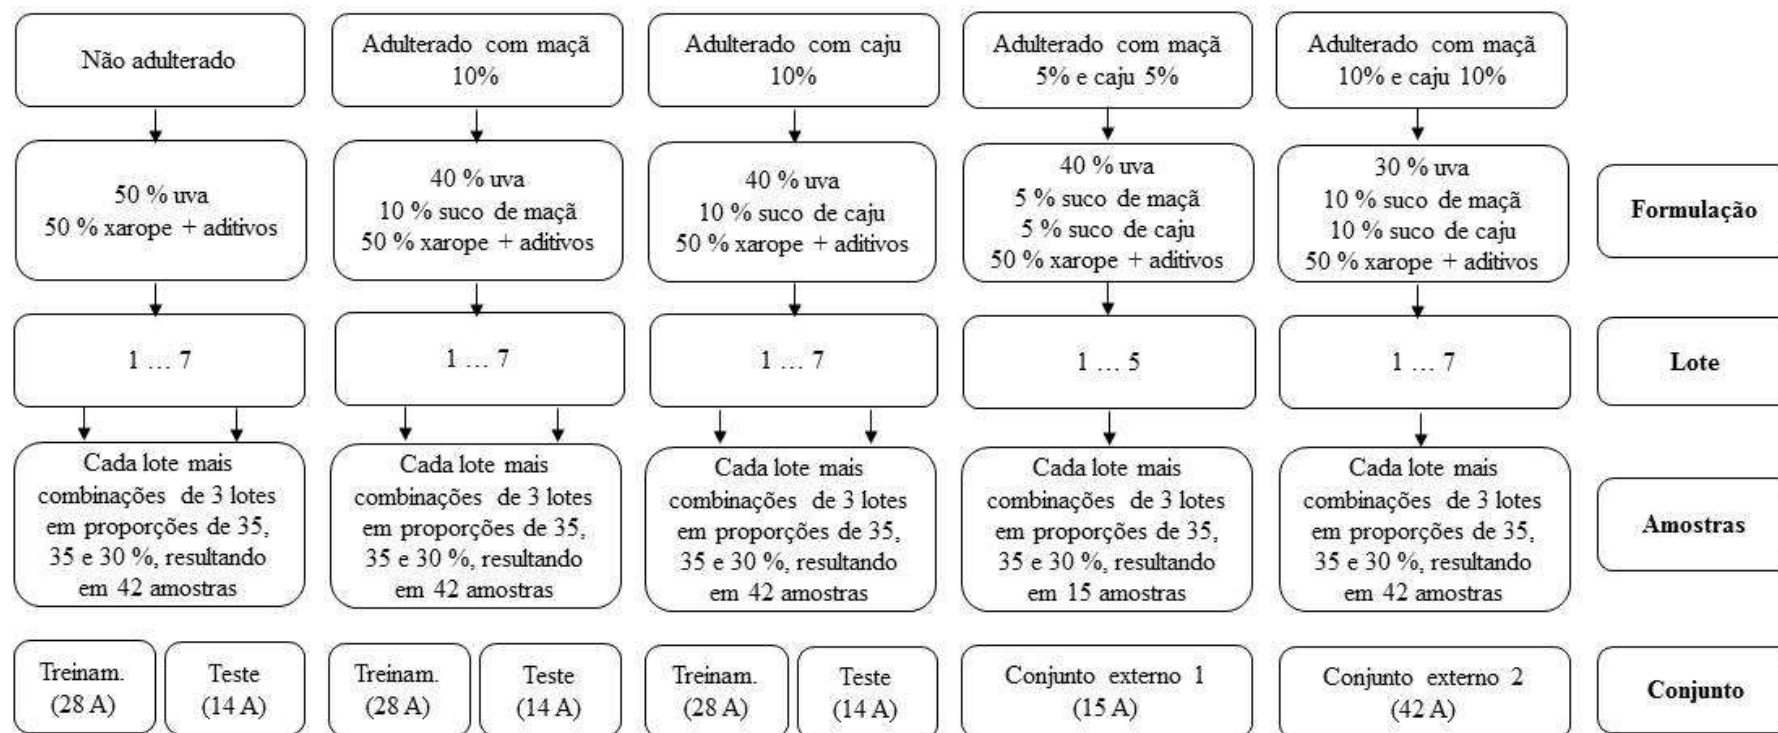 Não adulterado
Adulterado com maçã
10%
Adulterado com caju
10%
Adulterado com maçã
5% e caju 5%
Adulterado com maçã
10% e caju 10%
50 % uva
50 % xarope + aditivos
40 % uva
10 % suco de maçã
50 % xarope + aditivos
40 % uva
10 % suco de caju
50 % xarope + aditivos
40 % uva
5 % suco de maçã
5 % suco de caju
50 % xarope + aditivos
30 % uva
10 % suco de maçã
10 % suco de caju
50 % xarope + aditivos
Formulação
1 … 7
1 … 7
1 … 7
1 … 5
1 … 7
Lote
Cada lote mais
combinações de 3 lotes
em proporções de 35,
35 e 30 %, resultando
em 42 amostras
Cada lote mais
combinações de 3 lotes
em proporções de 35,
35 e 30 %, resultando
em 42 amostras
Cada lote mais
combinações de 3 lotes
em proporções de 35,
35 e 30 %, resultando
em 42 amostras
Cada lote mais
combinações de 3 lotes
em proporções de 35,
35 e 30 %, resultando
em 15 amostras
Cada lote mais
combinações de 3 lotes
em proporções de 35,
35 e 30 %, resultando
em 42 amostras
Amostras
Treinam.
(28 A)
Teste
(14 A)
Treinam.
(28 A)
Teste
(14 A)
Treinam.
(28 A)
Teste
(14 A)
Conjunto externo 1
(15 A)
Conjunto externo 2
(42 A)
Conjunto